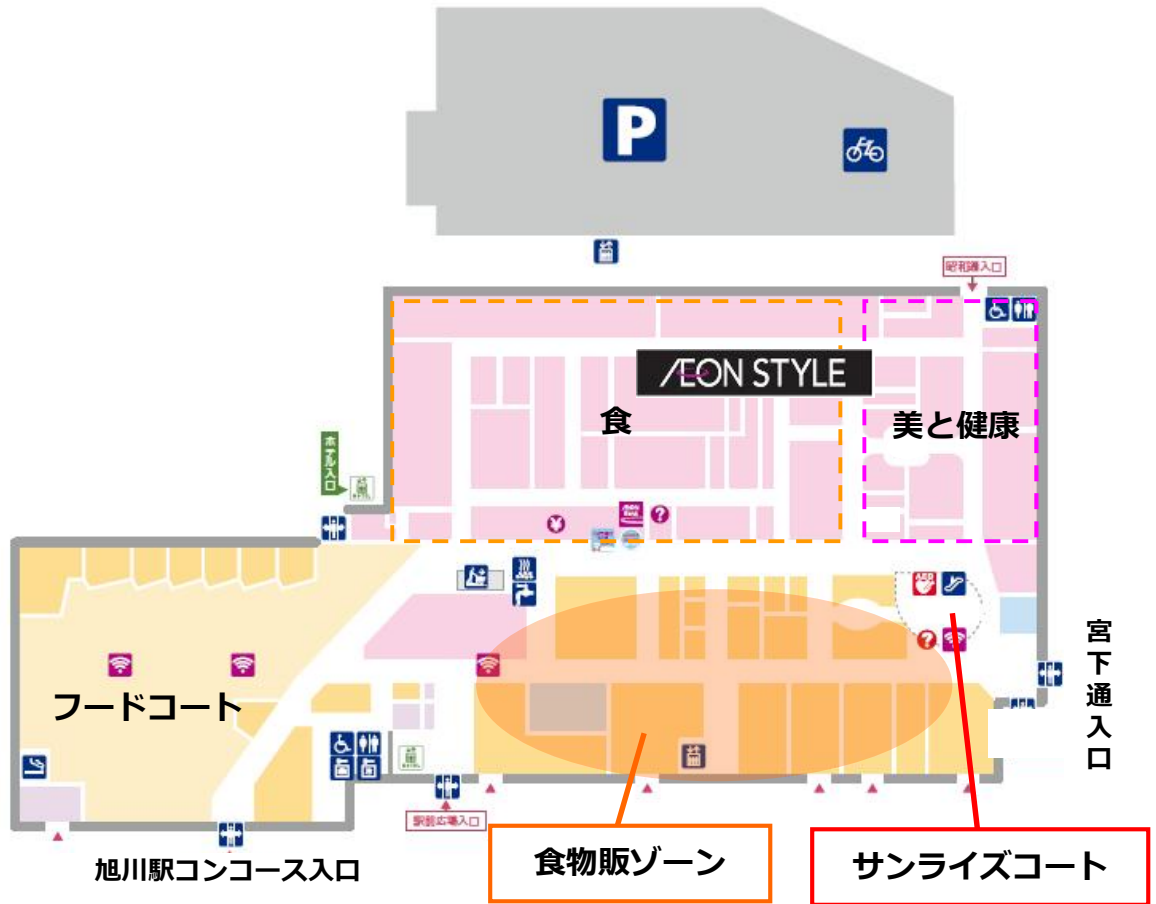 P
昭和通入口
ÆON STYLE
食
美と健康
ホテル入口
¥
?
AED
?
宮下通入口
フードコート
駅前広場入口
旭川駅コンコース入口
食物販ゾーン
サンライズコート